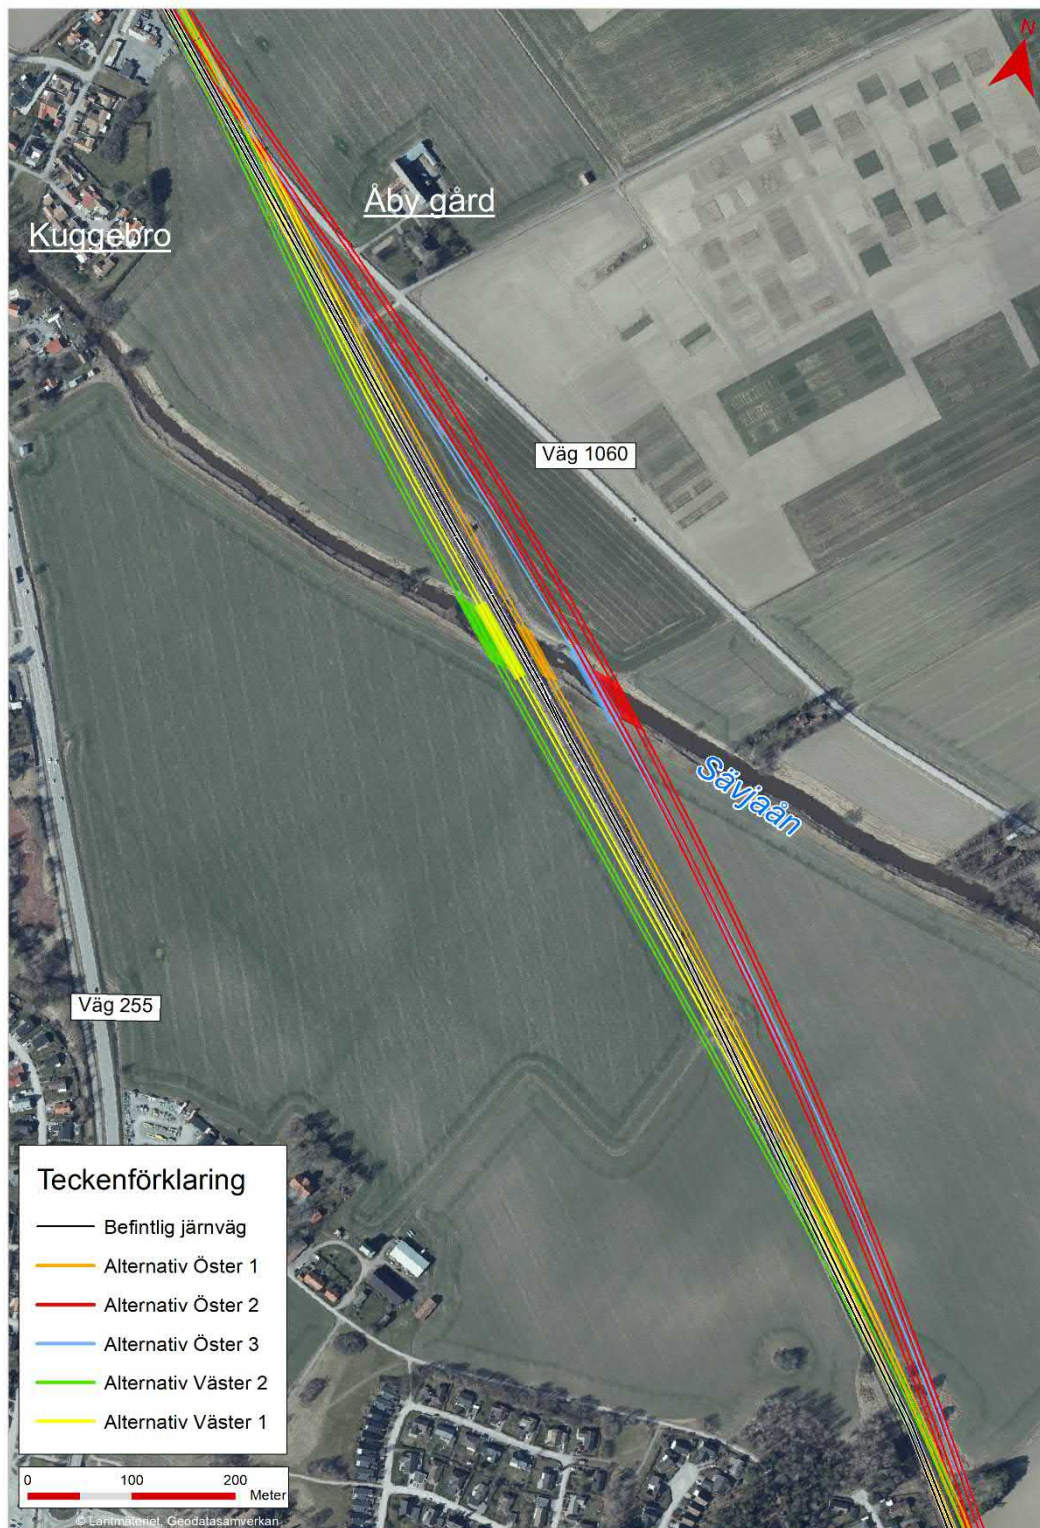 N
Åby gård
Kuggebro
Väg 1060
Sävjaån
Väg 255
Teckenförklaring
Befintlig järnväg
Alternativ Öster 1
Alternativ Öster 2
Alternativ Öster 3
Alternativ Väster 2
Alternativ Väster 1
0 100 200
Meter
© Lantmäteriet, Geodatasamverkan